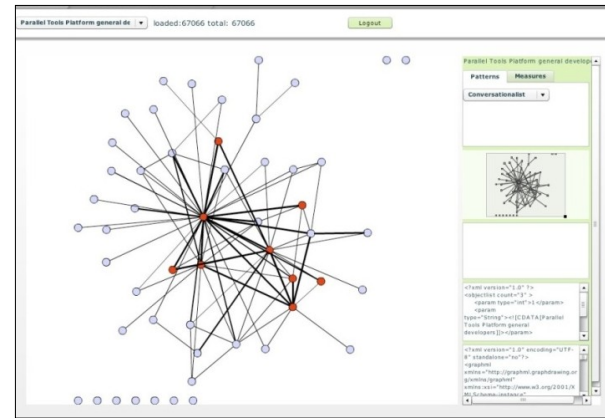 Parallel Tools Platform general de
loaded:67066 total: 67066
Logout
Parallel Tools Platform general develop
Patterns
Measures
Conversationalist
<?xml version="1.0" ?>
<objectlist count="3" >
<param type="int">1</param>
<param
type="String"><![CDATA[Parallel
Tools Platform general
developers]]></param>
<?xml version="1.0" encoding="UTF-
8" standalone="no"?>
<graphml
xmlns="http://graphml.graphdrawing.or
g/xmlns/graphml"
xmlns:xsi="http://www.w3.org/2001/X